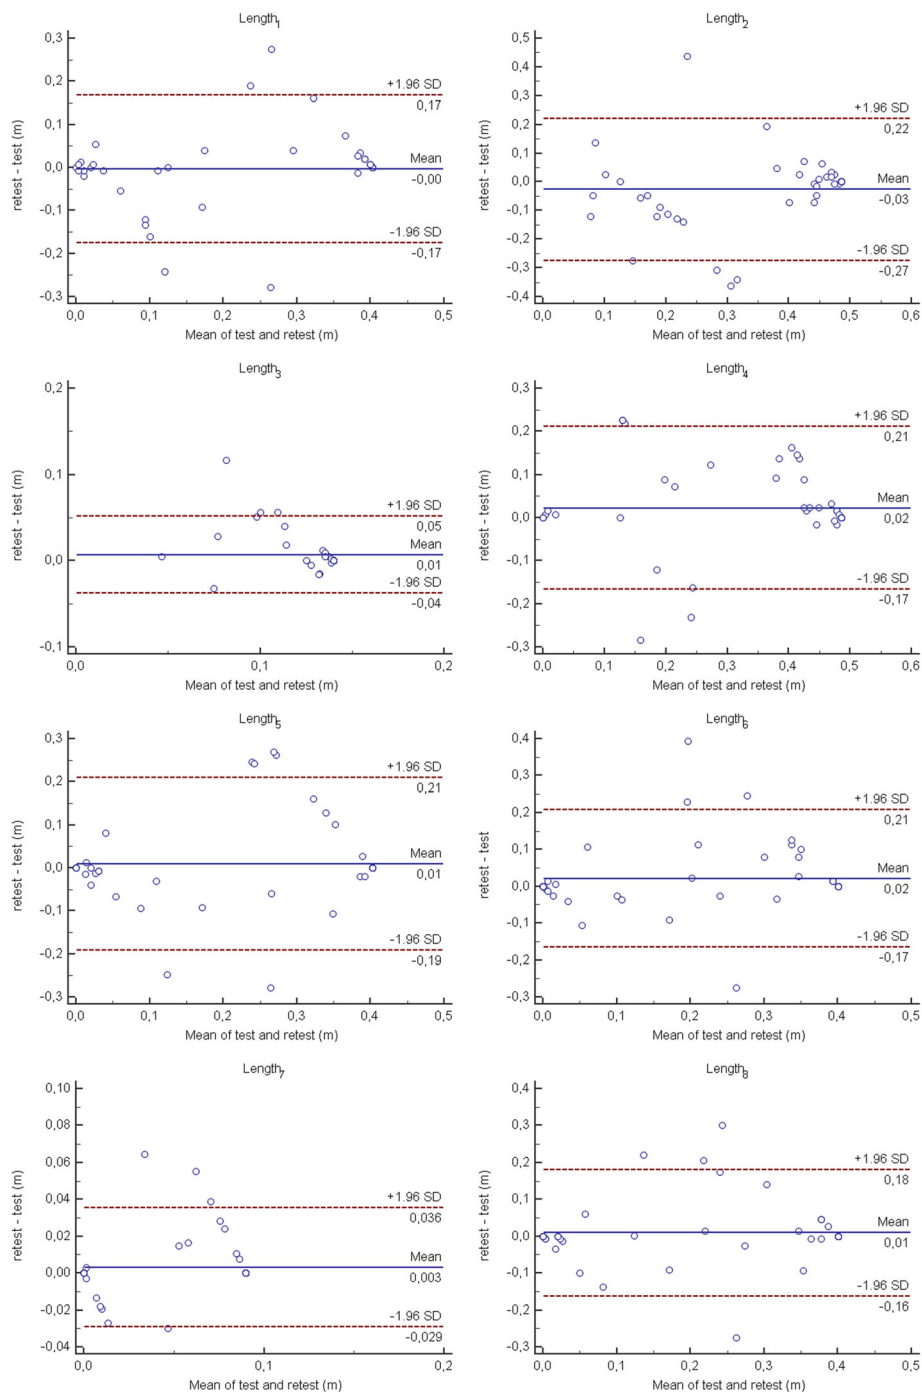 Length1
0,3
0,2
0,1
0,0
-0,1
-0,2
-0,3
retest - test (m)
+1.96 SD
0,17
Mean
-0,00
-1.96 SD
-0,17
0,0 0,1 0,2 0,3 0,4 0,5
Mean of test and retest (m)
Length2
0,5
0,4
0,3
0,2
0,1
0,0
-0,1
-0,2
-0,3
-0,4
retest - test (m)
+1.96 SD
0,22
Mean
-0,03
-1.96 SD
-0,27
0,0 0,1 0,2 0,3 0,4 0,5 0,6
Mean of test and retest (m)
Length3
0,2
0,1
0,0
-0,1
retest - test (m)
+1.96 SD
0,05
Mean
0,01
-1.96 SD
-0,04
0,0 0,1 0,2
Mean of test and retest (m)
Length4
0,3
0,2
0,1
0,0
-0,1
-0,2
-0,3
retest - test (m)
+1.96 SD
0,21
Mean
0,02
-1.96 SD
-0,17
0,0 0,1 0,2 0,3 0,4 0,5 0,6
Mean of test and retest (m)
Length5
0,3
0,2
0,1
0,0
-0,1
-0,2
-0,3
retest - test (m)
+1.96 SD
0,21
Mean
0,01
-1.96 SD
-0,19
0,0 0,1 0,2 0,3 0,4 0,5
Mean of test and retest (m)
Length6
0,4
0,3
0,2
0,1
0,0
-0,1
-0,2
-0,3
retest - test
+1.96 SD
0,21
Mean
0,02
-1.96 SD
-0,17
0,0 0,1 0,2 0,3 0,4 0,5
Mean of test and retest (m)
Length7
0,10
0,08
0,06
0,04
0,02
0,00
-0,02
-0,04
retest - test (m)
+1.96 SD
0,036
Mean
0,003
-1.96 SD
-0,029
0,0 0,1 0,2
Mean of test and retest (m)
Length8
0,4
0,3
0,2
0,1
0,0
-0,1
-0,2
-0,3
retest - test (m)
+1.96 SD
0,18
Mean
0,01
-1.96 SD
-0,16
0,0 0,1 0,2 0,3 0,4 0,5
Mean of test and retest (m)